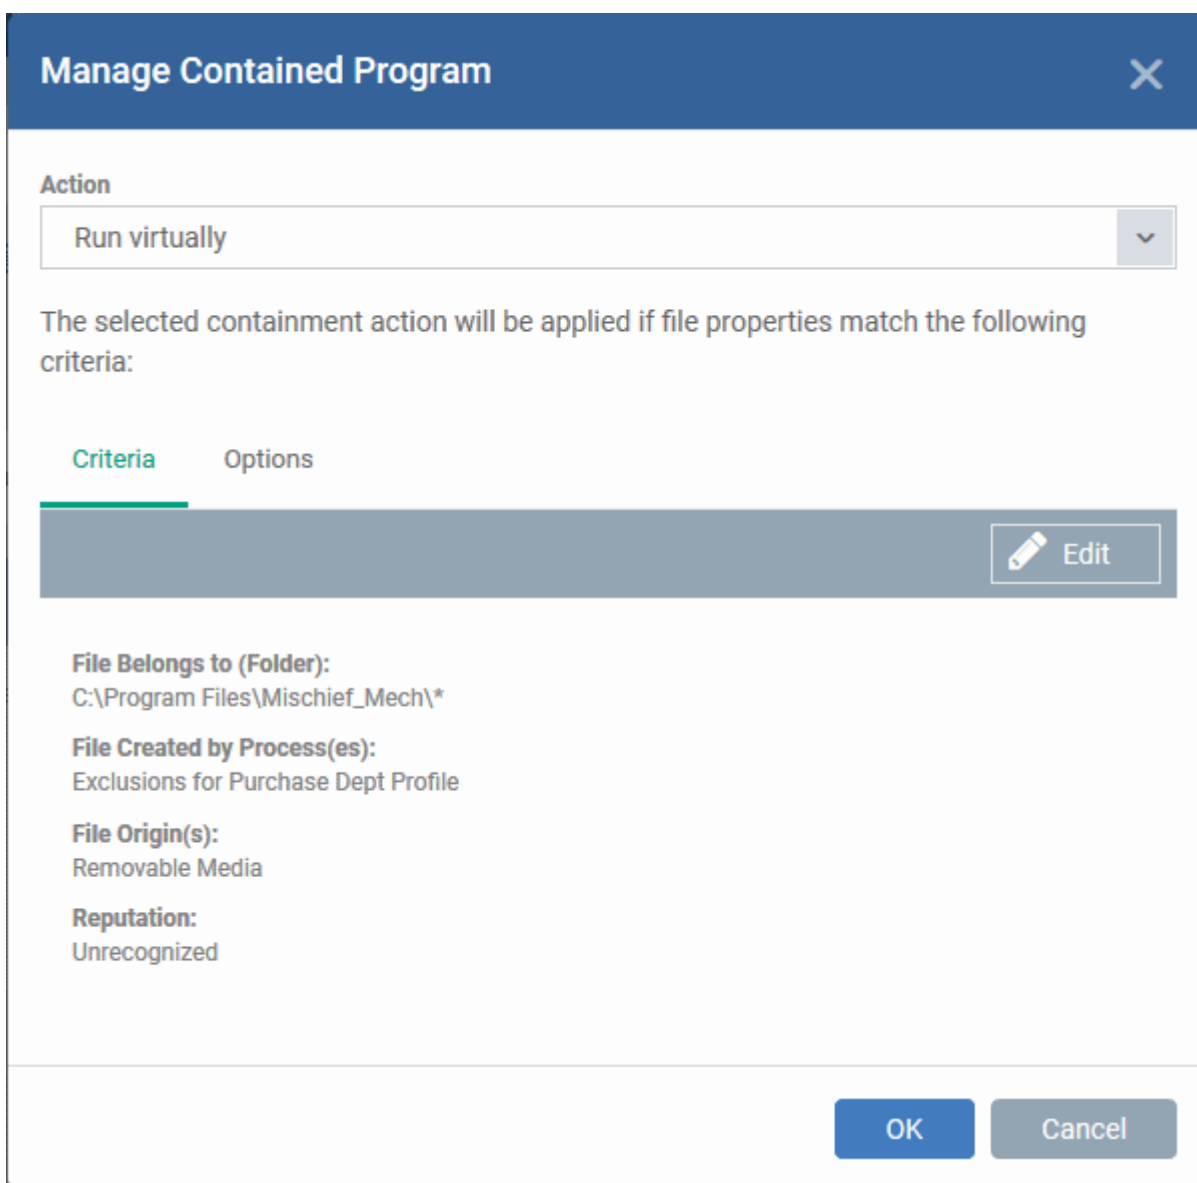 Manage Contained Program
Action
Run virtually
The selected containment action will be applied if file properties match the following
criteria:
Criteria
Options
Edit
File Belongs to (Folder):
C:\Program Files\Mischief_Mech\*
File Created by Process(es):
Exclusions for Purchase Dept Profile
File Origin(s):
Removable Media
Reputation:
Unrecognized
OK
Cancel